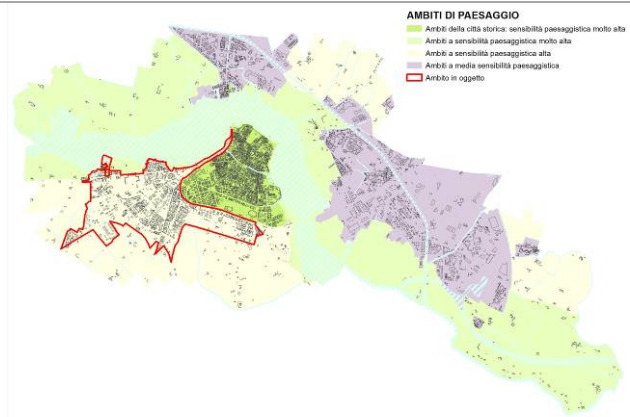 AMBITI DI PAESAGGIO
Ambiti della città storica: sensibilità paesaggistica molto alta
Ambiti a sensibilità paesaggistica molto alta
Ambiti a sensibilità paesaggistica alta
Ambiti a media sensibilità paesaggistica
Ambito in oggetto